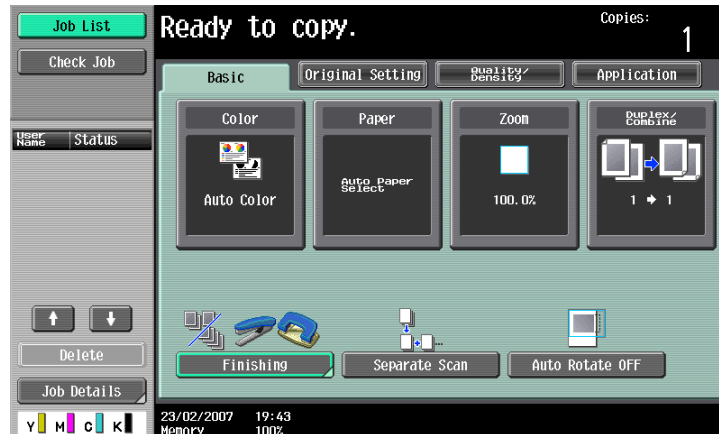 Job List
Ready to copy.
Copies:
1
Check Job
Basic
Original Setting
Quality/
Density
Application
User
Name
Status
Color
Paper
Zoom
Duplex/
Combine
Auto Color
Auto Paper
Select
100.0%
1 → 1
Delete
Finishing
Separate Scan
Auto Rotate OFF
Job Details
Y M C K
23/02/2007 19:43
Memory 100%